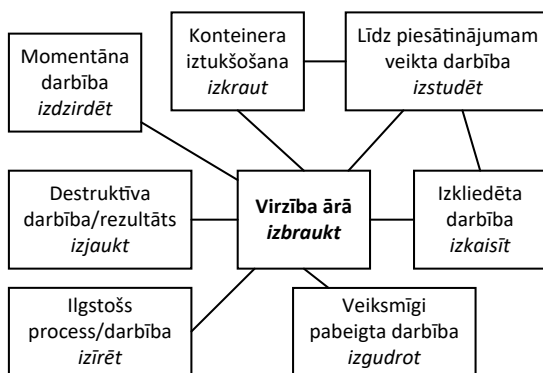 Momentāna
darbība
izdzirdēt
Konteinera
iztukšošana
izkraut
Līdz piesātinājumam
veikta darbība
izstudēt
Destruktīva
darbība/rezultāts
izjaukt
Virzība ārā
izbraukt
Izkliedēta
darbība
izkaisīt
Ilgstošs
process/darbība
izīrēt
Veiksmīgi
pabeigta darbība
izgudrot